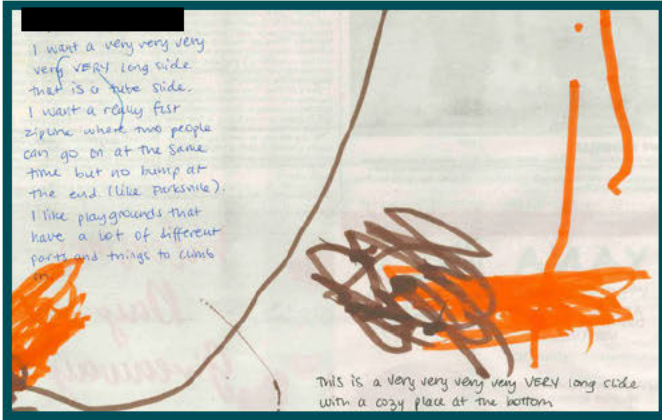 I want a very very very
very VERY long slide
that is a tube slide.
I want a really fast
zipline where two people
can go on at the same
time but no bump at
the end (like Parksville).
I like playgrounds that
have a lot of different
parts and things to climb
on.
This is a very very very very VERY long slide
with a cozy place at the bottom